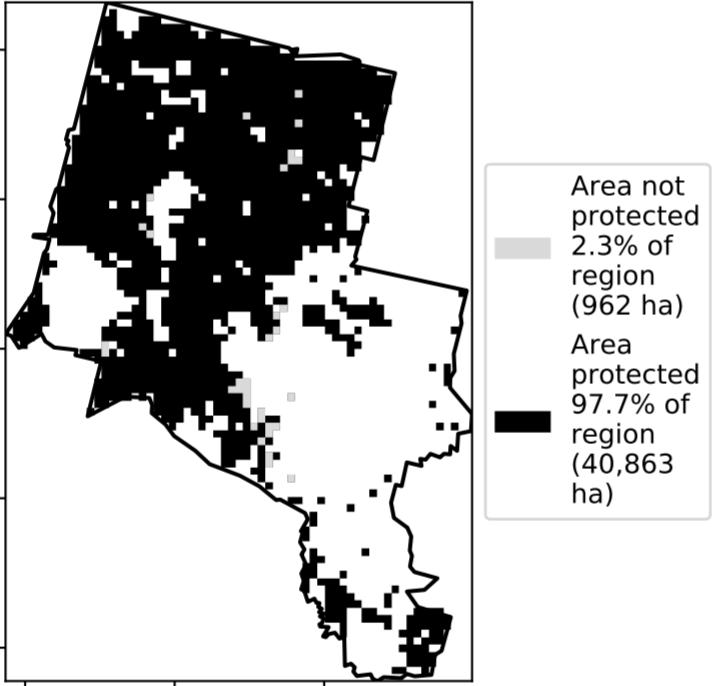 Area not
protected
2.3% of
region
(962 ha)
Area
protected
97.7% of
region
(40,863
ha)